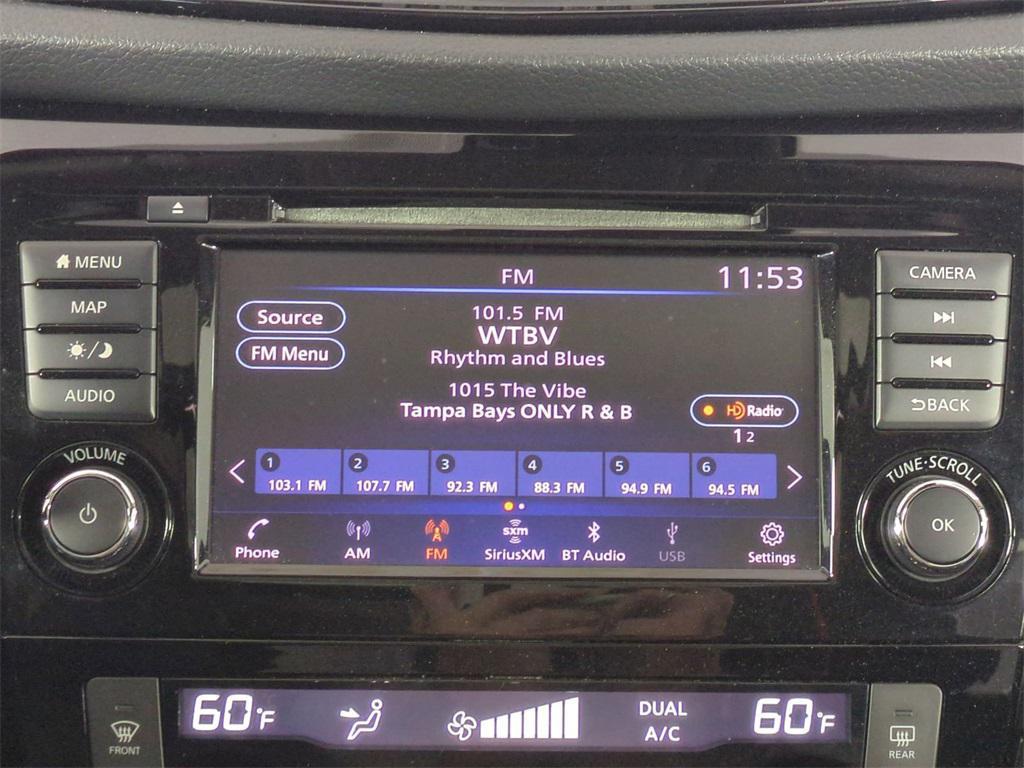 MENU
MAP
AUDIO
VOLUME
FM
11:53
Source
FM Menu
101.5 FM
WTBV
Rhythm and Blues
1015 The Vibe
Tampa Bays ONLY R & B
HD Radio
1 2
1 103.1 FM
2 107.7 FM
3 92.3 FM
4 88.3 FM
5 94.9 FM
6 94.5 FM
Phone
AM
FM
sxm
SiriusXM
BT Audio
USB
Settings
CAMERA
BACK
TUNE·SCROLL
OK
FRONT
60°F
DUAL
A/C
60°F
REAR